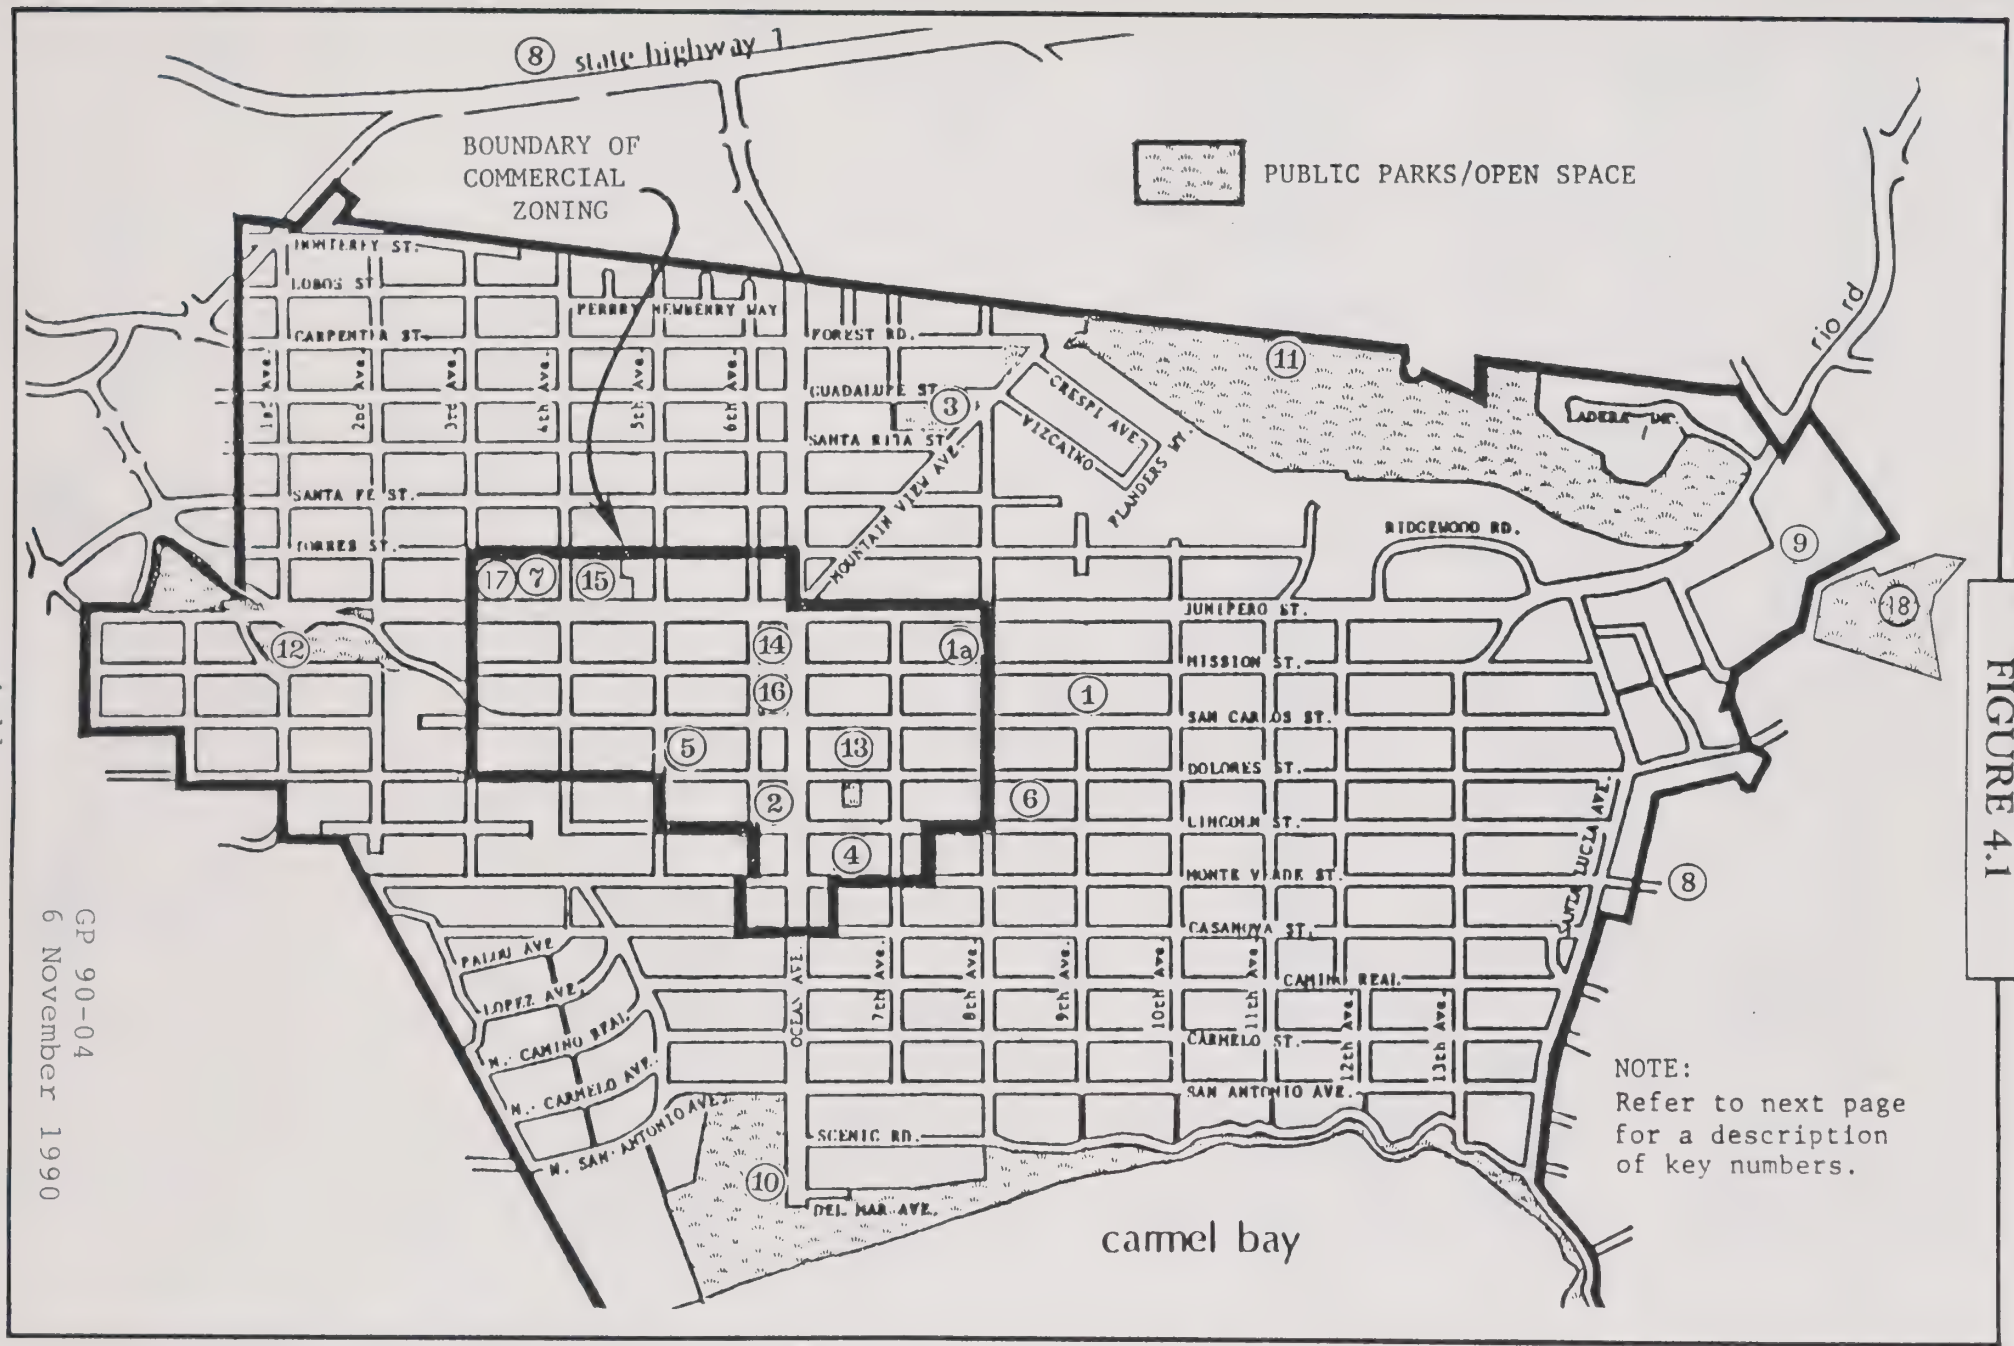 8 state highway 1
BOUNDARY OF
COMMERCIAL
ZONING
PUBLIC PARKS/OPEN SPACE
rio rd
LOBOS ST.
PERRRY NEWBERRY WAY
CARPENTER ST.
FOREST RD.
11
1st Ave.
2nd Ave.
3rd Ave.
4th Ave.
5th Ave.
6th Ave.
GUADALUPE ST.
3
CRESPI AVE.
VIZCAINO
FLANDERS WY.
SANTA RITA ST.
MOUNTAIN VIEW AVE.
SANTA FE ST.
RIDGEWOOD RD.
9
TORRES ST.
17
7
15
18
JUNIPERO ST.
12
14
1a
MISSION ST.
16
1
SAN CARLOS ST.
5
13
DOLORES ST.
2
6
LINCOLN ST.
SANTA LUCIA AVE.
4
MONTE VERDE ST.
8
CASANOVA ST.
LOPEZ AVE.
N. CAMINO REAL
N. CARMELO AVE.
N. SAN ANTONIO AVE.
OCEAN AVE.
7th Ave.
8th Ave.
9th Ave.
10th Ave.
11th Ave.
12th Ave.
13th Ave.
CAMINO REAL
CARMELO ST.
SAN ANTONIO AVE.
SCENIC RD.
10
DEL MAR AVE.
carmel bay
NOTE:
Refer to next page
for a description
of key numbers.
GP 90-04
6 November 1990
FIGURE 4.1